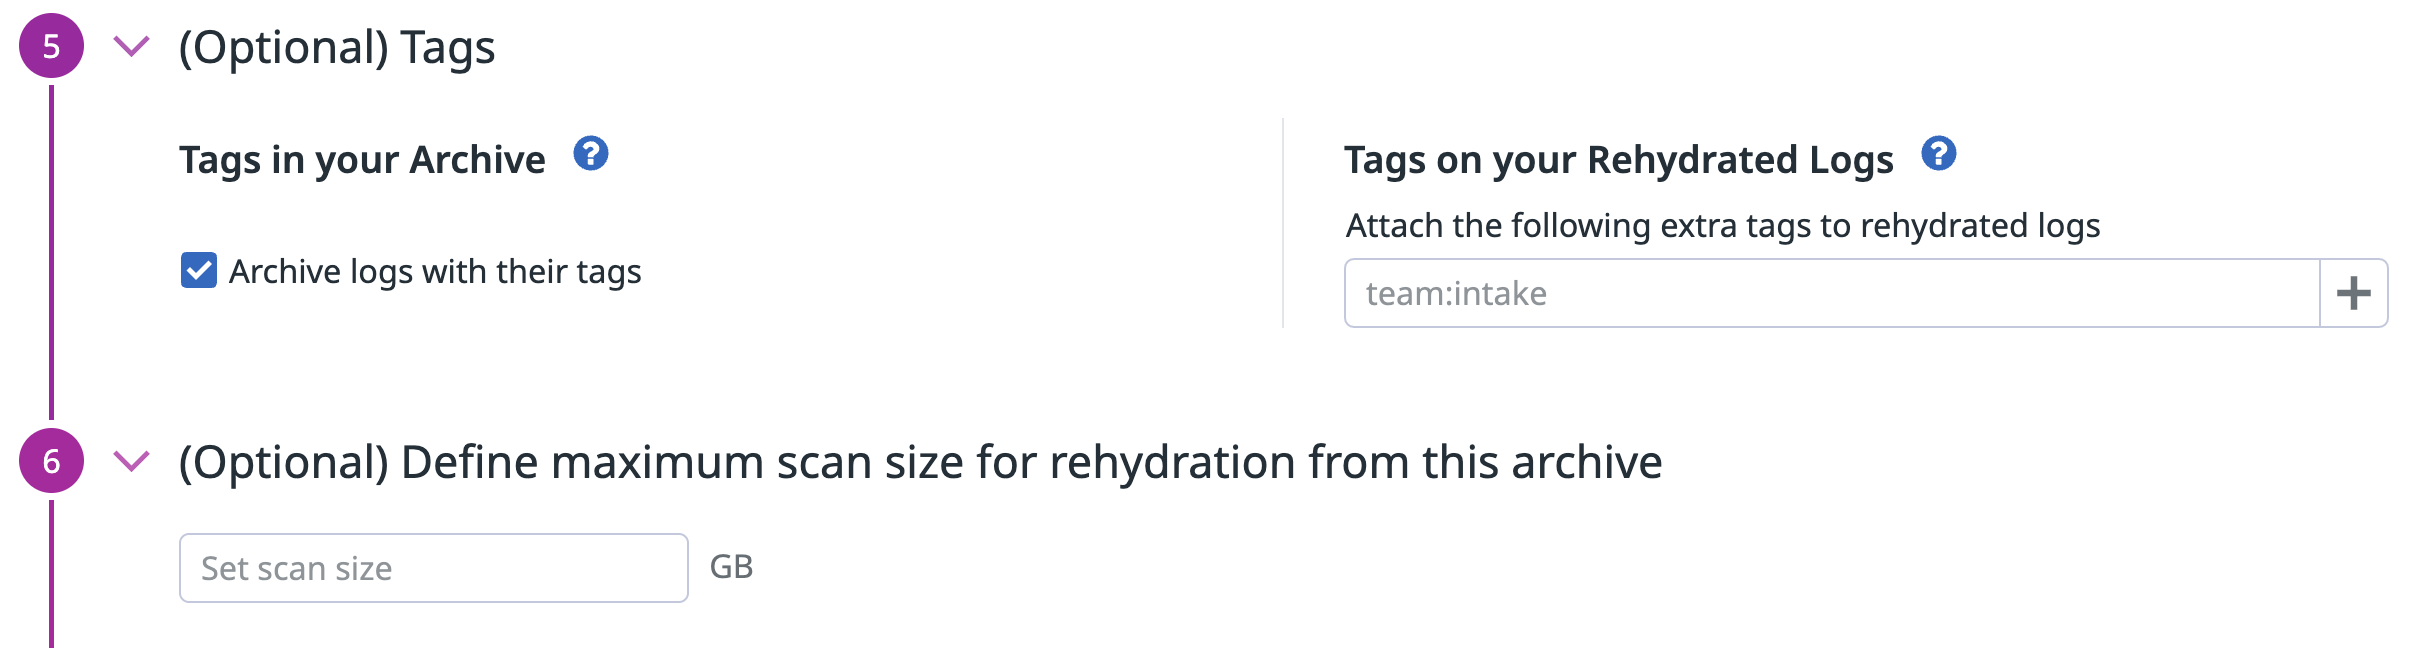 5 (Optional) Tags
Tags in your Archive ?
Archive logs with their tags
Tags on your Rehydrated Logs ?
Attach the following extra tags to rehydrated logs
team:intake +
6 (Optional) Define maximum scan size for rehydration from this archive
Set scan size GB